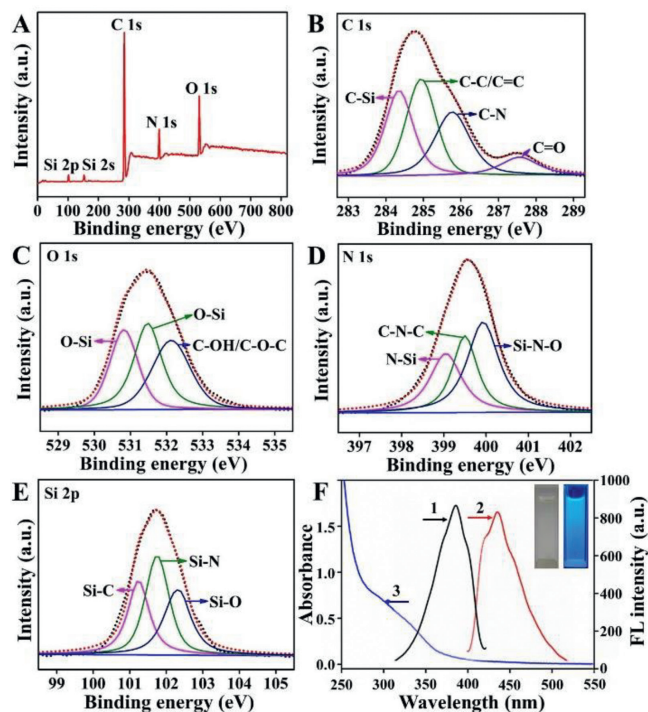 A
C 1s
O 1s
N 1s
Si 2p
Si 2s
Intensity (a.u.)
0 100 200 300 400 500 600 700 800
Binding energy (eV)
B
C 1s
C-Si
C-C/C=C
C-N
C=O
Intensity (a.u.)
283 284 285 286 287 288 289
Binding energy (eV)
C
O 1s
O-Si
O-Si
C-OH/C-O-C
Intensity (a.u.)
529 530 531 532 533 534 535
Binding energy (eV)
D
N 1s
C-N-C
N-Si
Si-N-O
Intensity (a.u.)
397 398 399 400 401 402
Binding energy (eV)
E
Si 2p
Si-C
Si-N
Si-O
Intensity (a.u.)
99 100 101 102 103 104 105
Binding energy (eV)
F
1
2
3
Absorbance
0.0 0.5 1.0 1.5
FL intensity (a.u.)
0 200 400 600 800 1000
250 300 350 400 450 500 550
Wavelength (nm)